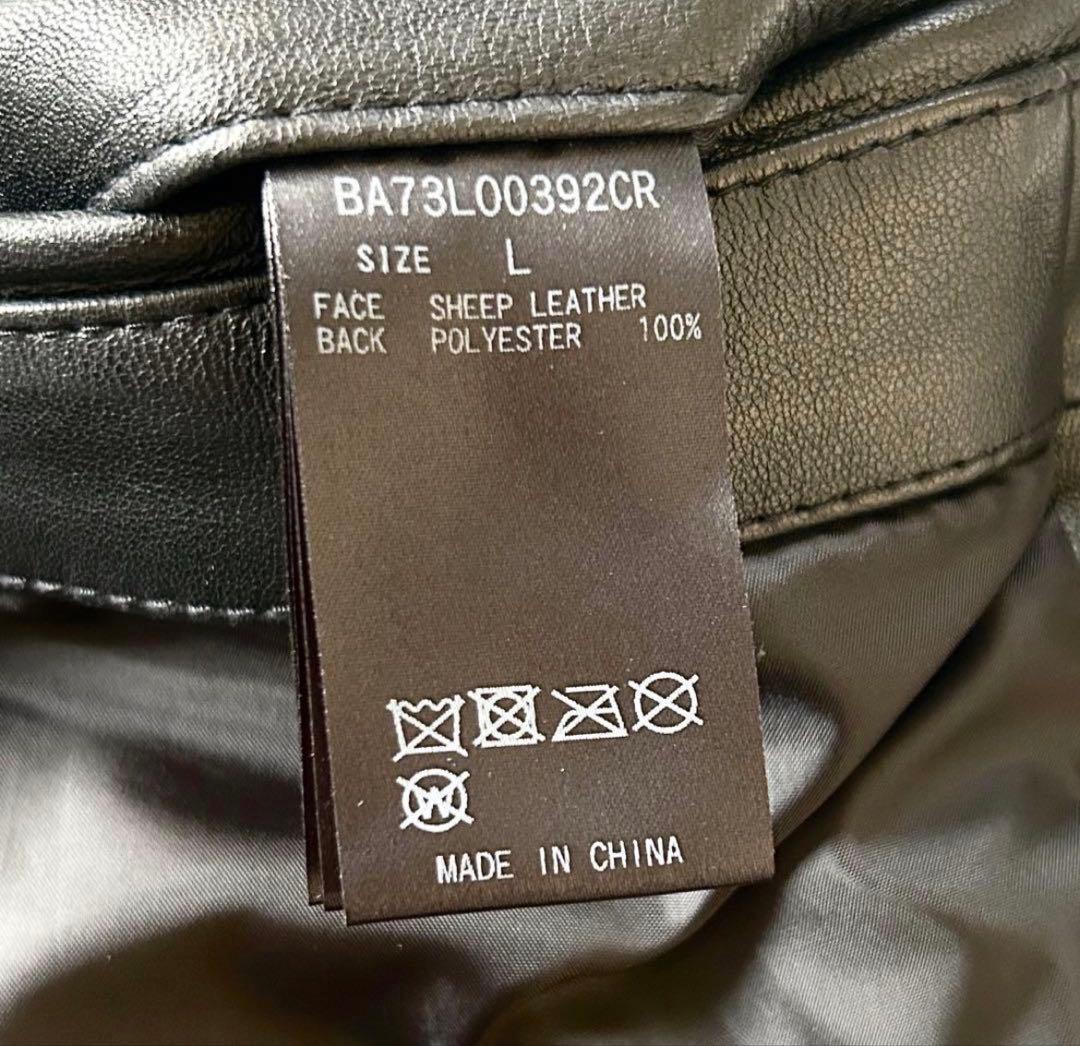 BA73L00392CR
SIZE L
FACE SHEEP LEATHER
BACK POLYESTER 100%
W
MADE IN CHINA